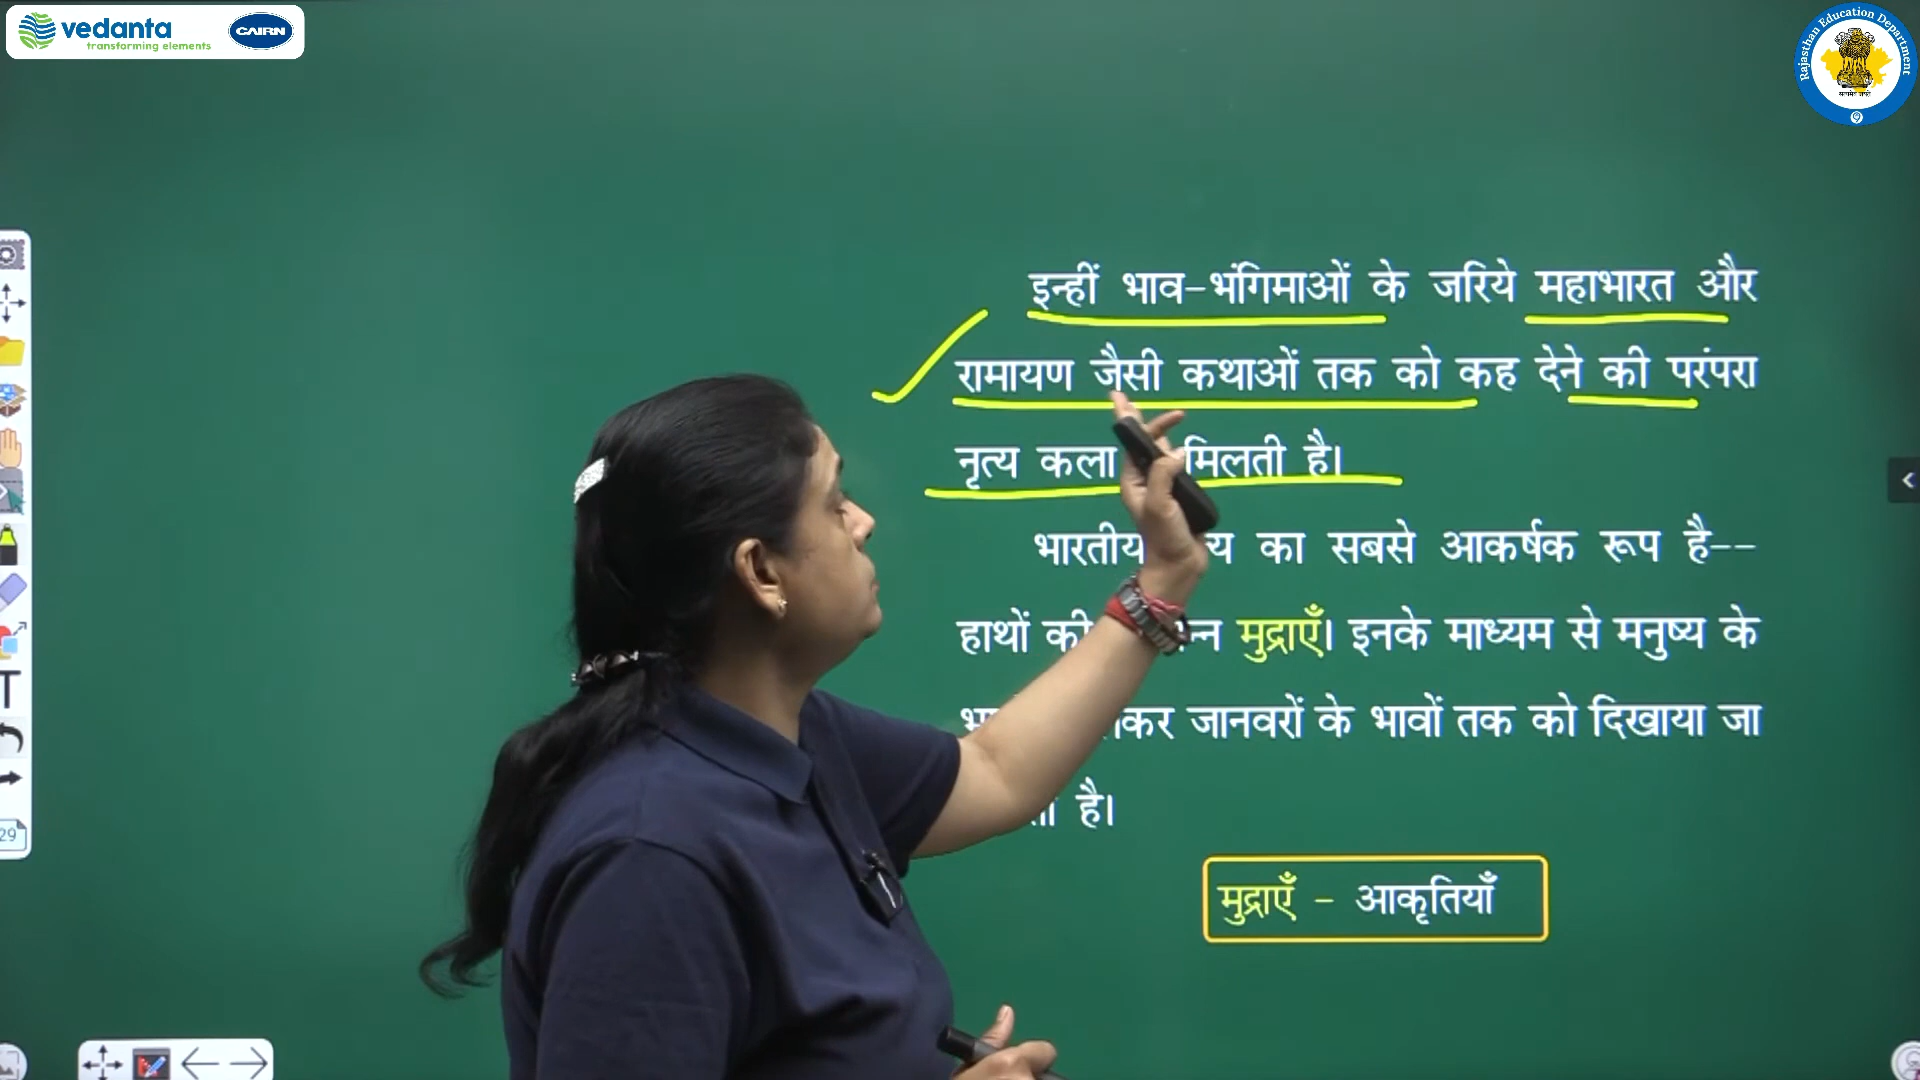 vedanta
transforming elements
CAIRN
Rajasthan Education Department
इन्हीं भाव-भंगिमाओं के जरिये महाभारत और
रामायण जैसी कथाओं तक को कह देने की परंपरा
नृत्य कला मिलती है।
भारतीय का सबसे आकर्षक रूप है--
हाथों की मुद्राएँ। इनके माध्यम से मनुष्य के
जानवरों के भावों तक को दिखाया जा
है।
मुद्राएँ - आकृतियाँ
T
29